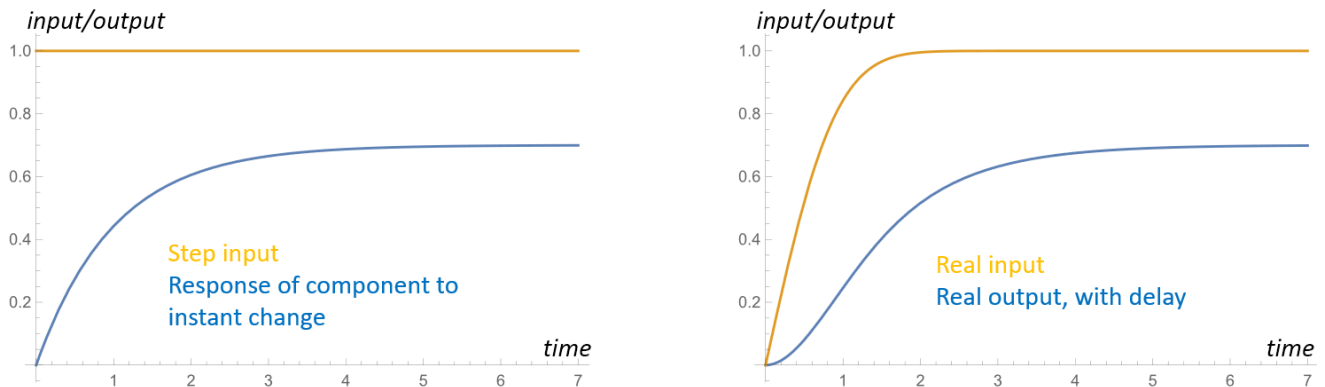 input/output
1.0
0.8
0.6
0.4
0.2
Step input
Response of component to
instant change
time
1 2 3 4 5 6 7
input/output
1.0
0.8
0.6
0.4
0.2
Real input
Real output, with delay
time
1 2 3 4 5 6 7